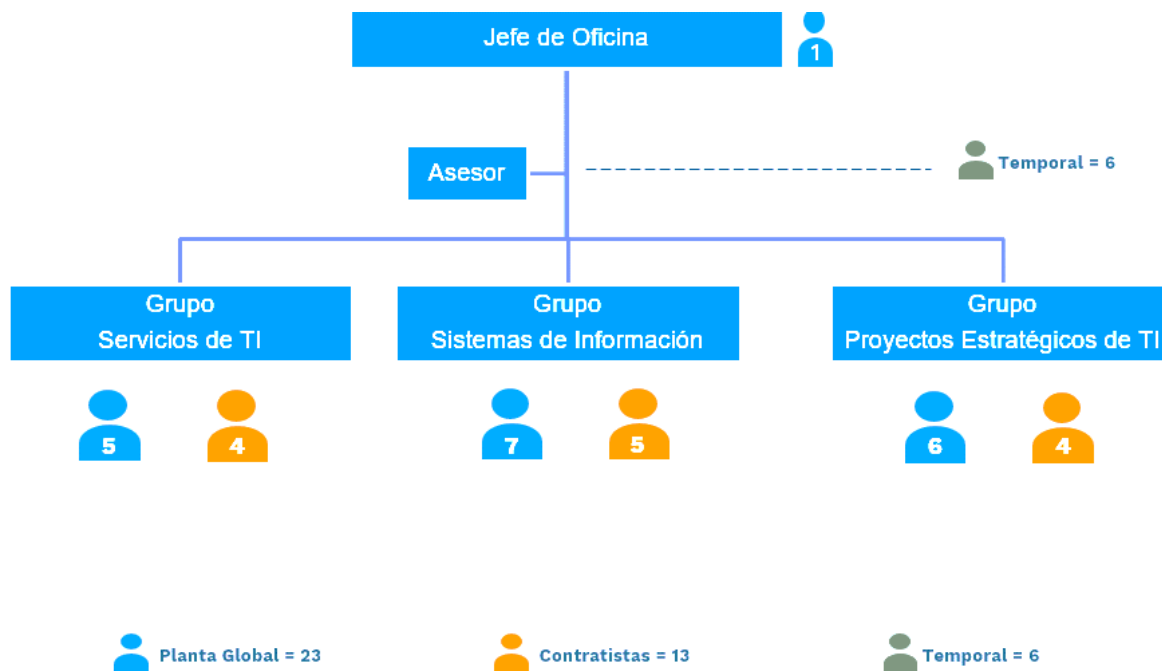 Jefe de Oficina
1
Asesor
Temporal = 6
Grupo
Servicios de TI
Grupo
Sistemas de Información
Grupo
Proyectos Estratégicos de TI
5
4
7
5
6
4
Planta Global = 23
Contratistas = 13
Temporal = 6